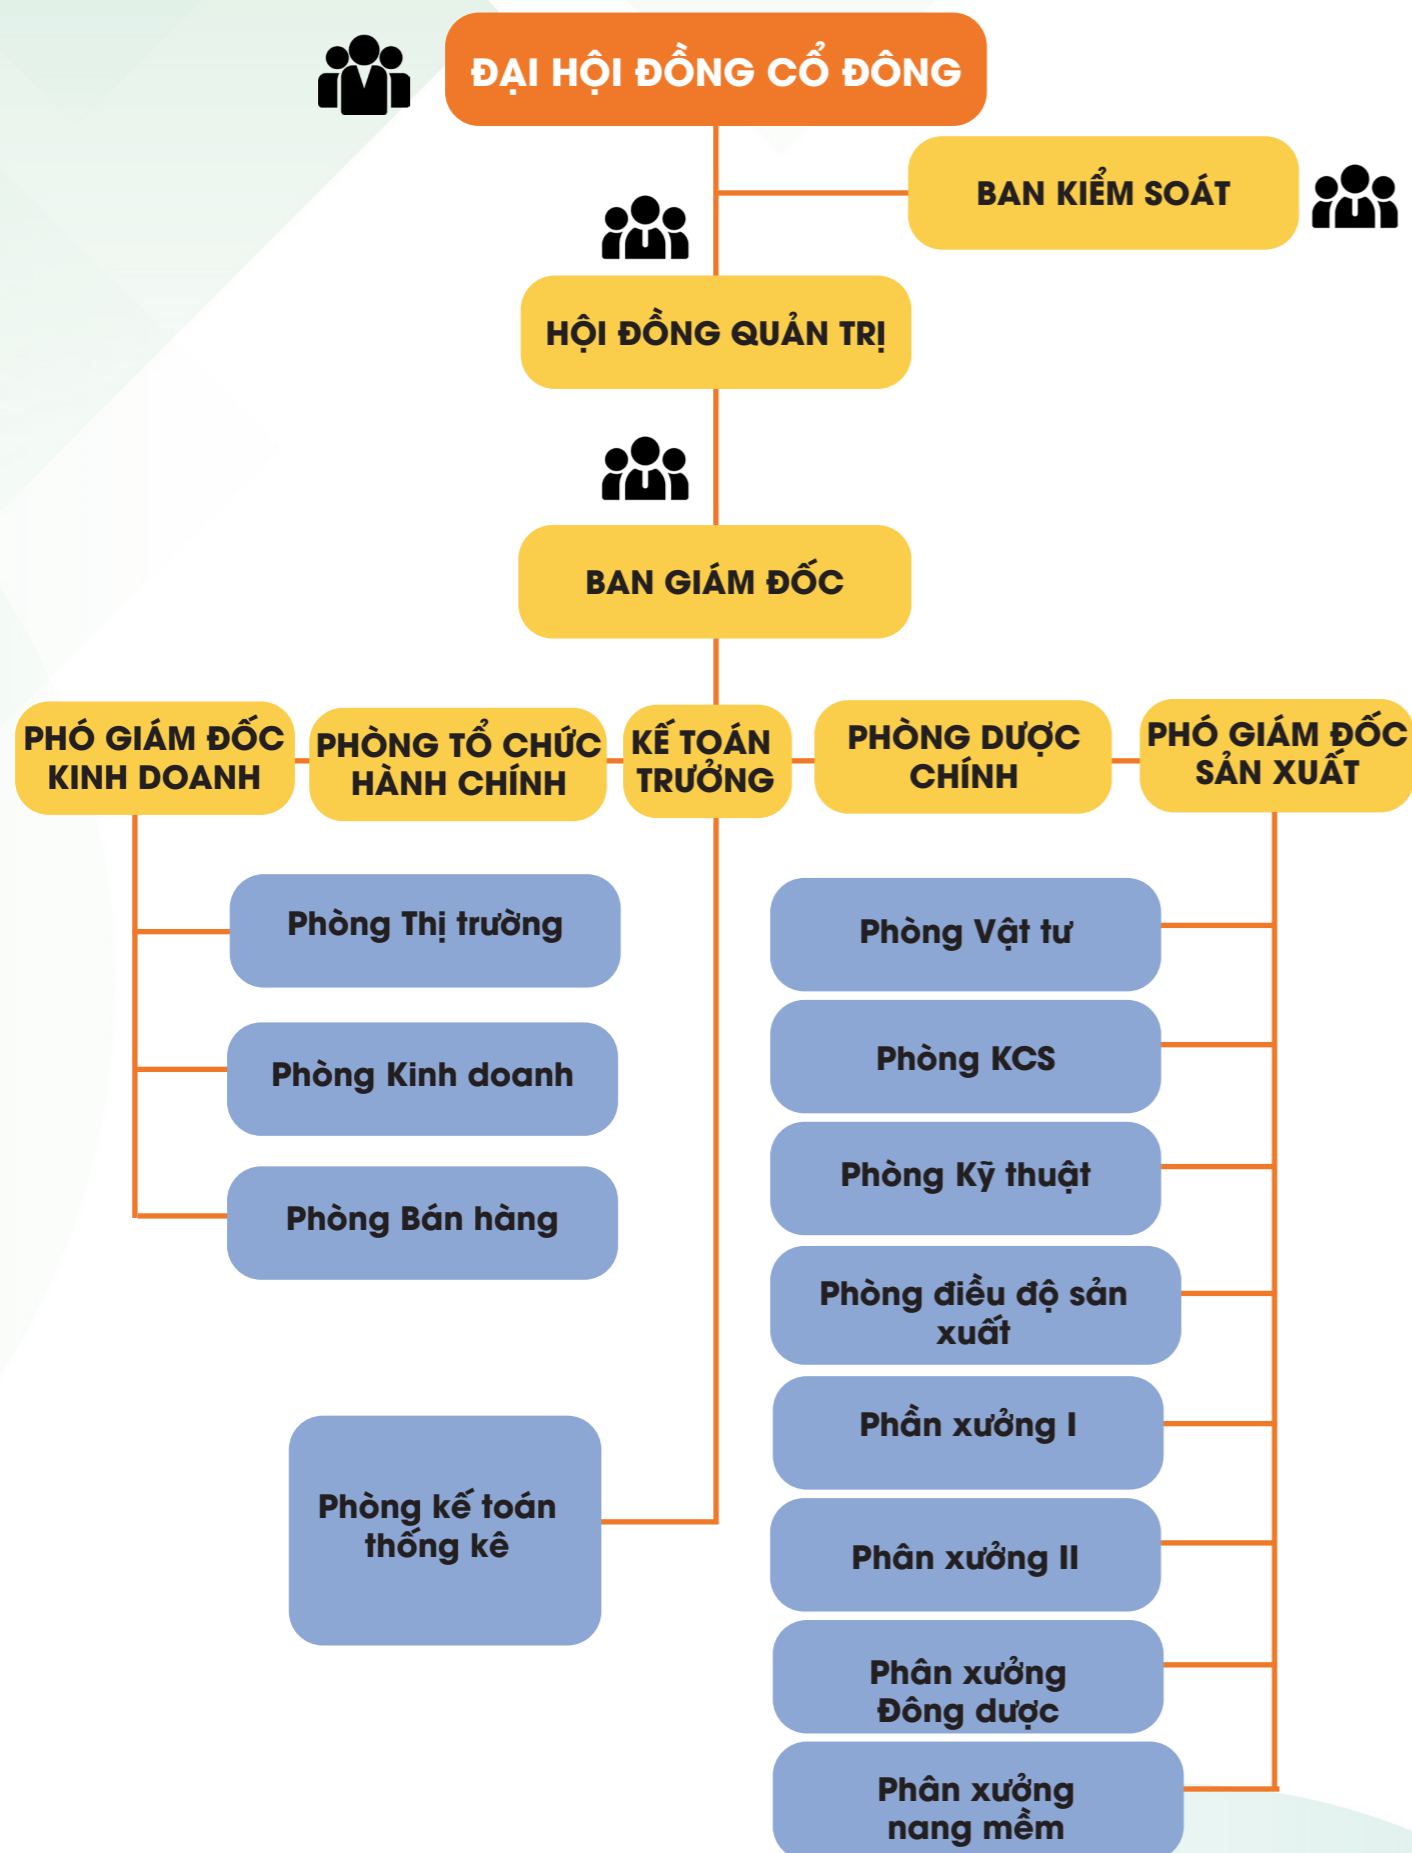 ĐẠI HỘI ĐỒNG CỔ ĐÔNG
BAN KIỂM SOÁT
HỘI ĐỒNG QUẢN TRỊ
BAN GIÁM ĐỐC
PHÓ GIÁM ĐỐC
KINH DOANH
PHÒNG TỔ CHỨC
HÀNH CHÍNH
KẾ TOÁN
TRƯỞNG
PHÒNG DƯỢC
CHÍNH
PHÓ GIÁM ĐỐC
SẢN XUẤT
Phòng Thị trường
Phòng Kinh doanh
Phòng Bán hàng
Phòng kế toán
thống kê
Phòng Vật tư
Phòng KCS
Phòng Kỹ thuật
Phòng điều độ sản
xuất
Phần xưởng I
Phân xưởng II
Phân xưởng
Đông dược
Phân xưởng
nang mềm